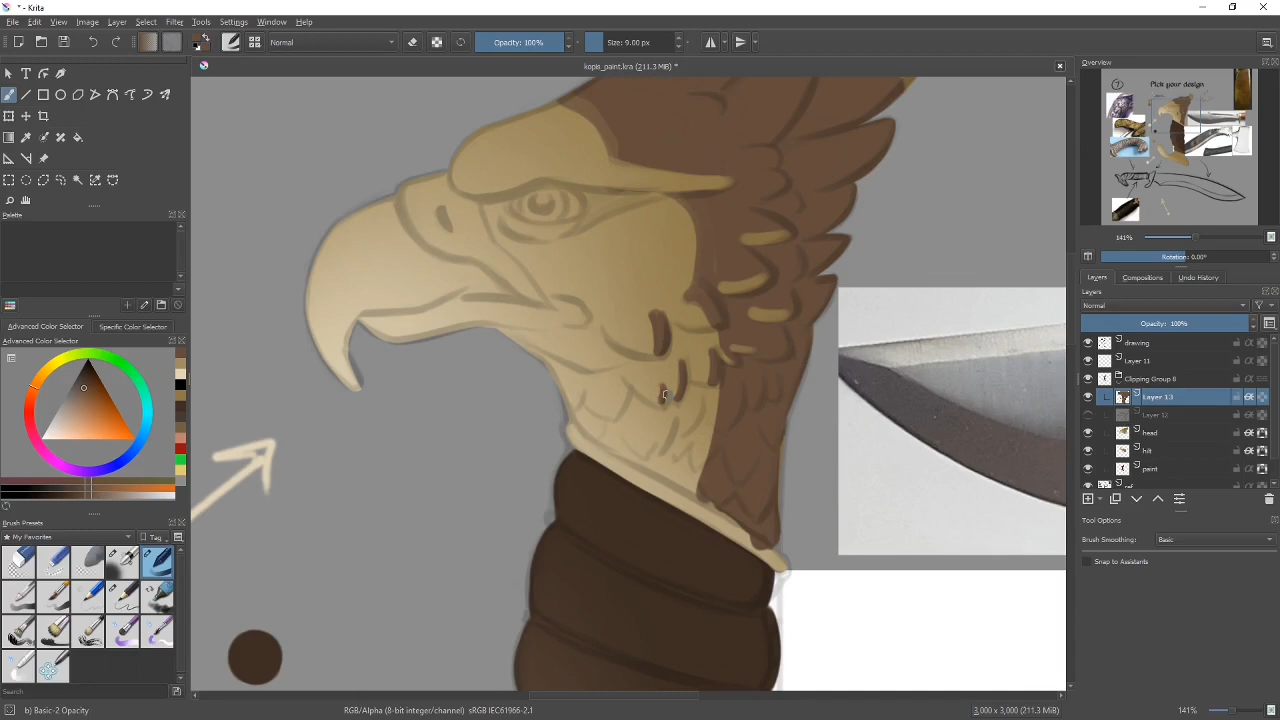 * - Krita
File Edit View Image Layer Select Filter Tools Settings Window Help
Normal Opacity: 100% Size: 9.00 px
kopis_paint.kra (211.3 MiB) *
Overview
7 Pick your design
141%
Rotation: 0.00°
Palette
Layers Compositions Undo History
Layers
Normal
Opacity: 100%
drawing
Layer 11
Clipping Group 6
Layer 13
Layer 12
head
hilt
paint
ref
Advanced Color Selector Specific Color Selector
Advanced Color Selector
Tool Options
Brush Smoothing: Basic
Snap to Assistants
Brush Presets
My Favorites Tag
Search
b) Basic-2 Opacity
RGB/Alpha (8-bit integer/channel) sRGB IEC61966-2.1
3,000 x 3,000 (211.3 MiB)
141%